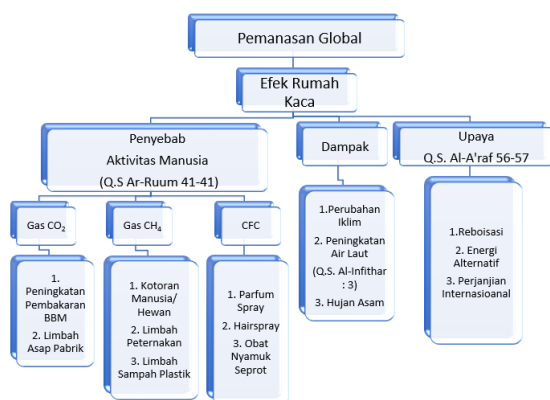 Pemanasan Global
Efek Rumah
Kaca
Penyebab
Aktivitas Manusia
(Q.S Ar-Ruum 41-41)
Dampak
Upaya
Q.S. Al-A'raf 56-57
Gas CO₂
Gas CH₄
CFC
1.
Peningkatan
Pembakaran
BBM
2. Limbah
Asap Pabrik
1. Kotoran
Manusia/
Hewan
2. Limbah
Peternakan
3. Limbah
Sampah Plastik
1. Parfum
Spray
2. Hairspray
3. Obat
Nyamuk
Seprot
1.Perubahan
Iklim
2. Peningkatan
Air Laut
(Q.S. Al-Infithar
: 3)
3. Hujan Asam
1.Reboisasi
2. Energi
Alternatif
3. Perjanjian
Internasioanal